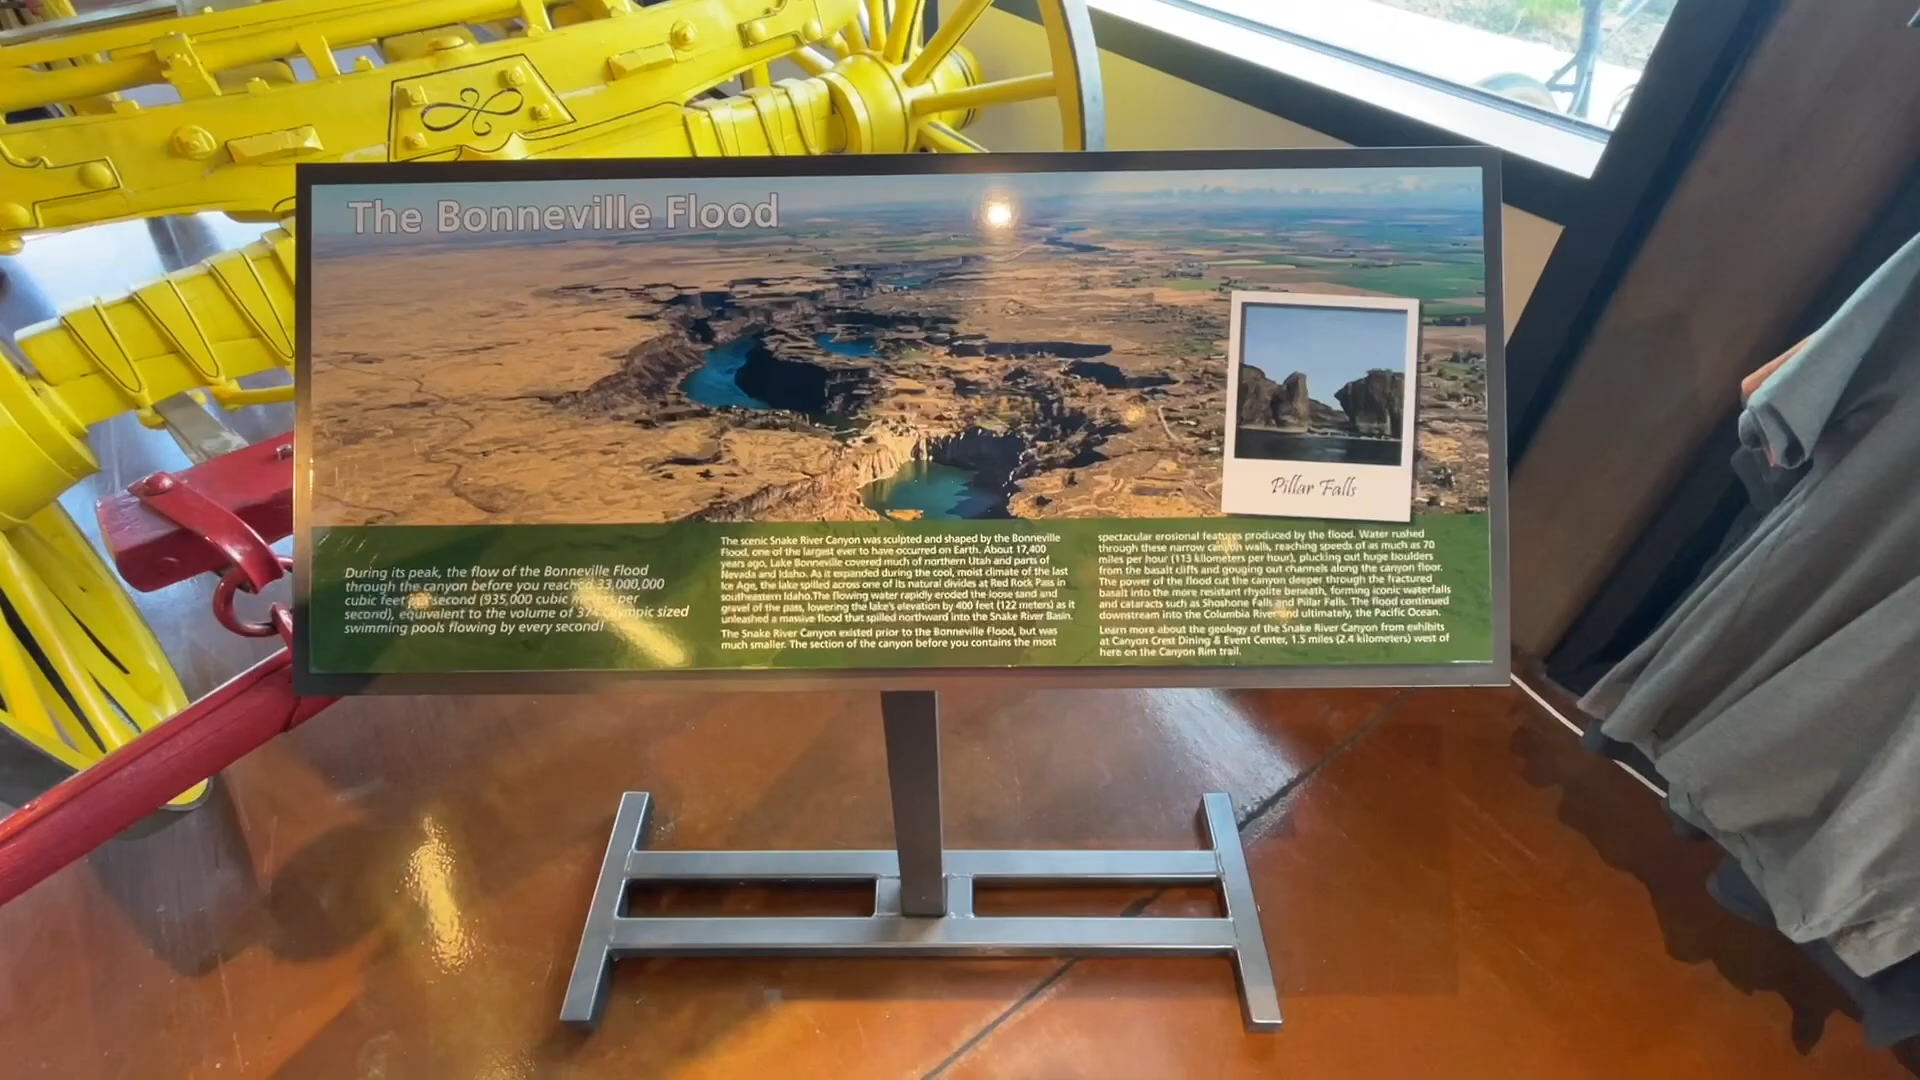 The Bonneville Flood
Pillar Falls
During its peak, the flow of the Bonneville Flood
through the canyon before you reached 33,000,000
cubic feet per second (935,000 cubic meters per
second), equivalent to the volume of 374 Olympic sized
swimming pools flowing by every second!
The scenic Snake River Canyon was sculpted and shaped by the Bonneville
Flood, one of the largest ever to have occurred on Earth. About 17,400
years ago, Lake Bonneville covered much of northern Utah and parts of
Nevada and Idaho. As it expanded during the cool, moist climate of the last
Ice Age, the lake spilled across one of its natural divides at Red Rock Pass in
southeastern Idaho.The flowing water rapidly eroded the loose sand and
gravel of the pass, lowering the lake's elevation by 400 feet (122 meters) as it
unleashed a massive flood that spilled northward into the Snake River Basin.
The Snake River Canyon existed prior to the Bonneville Flood, but was
much smaller. The section of the canyon before you contains the most
spectacular erosional features produced by the flood. Water rushed
through these narrow canyon walls, reaching speeds of as much as 70
miles per hour (113 kilometers per hour), plucking out huge boulders
from the basalt cliffs and gouging out channels along the canyon floor.
The power of the flood cut the canyon deeper through the fractured
basalt into the more resistant rhyolite beneath, forming iconic waterfalls
and cataracts such as Shoshone Falls and Pillar Falls. The flood continued
downstream into the Columbia River and ultimately, the Pacific Ocean.
Learn more about the geology of the Snake River Canyon from exhibits
at Canyon Crest Dining & Event Center, 1.5 miles (2.4 kilometers) west of
here on the Canyon Rim trail.